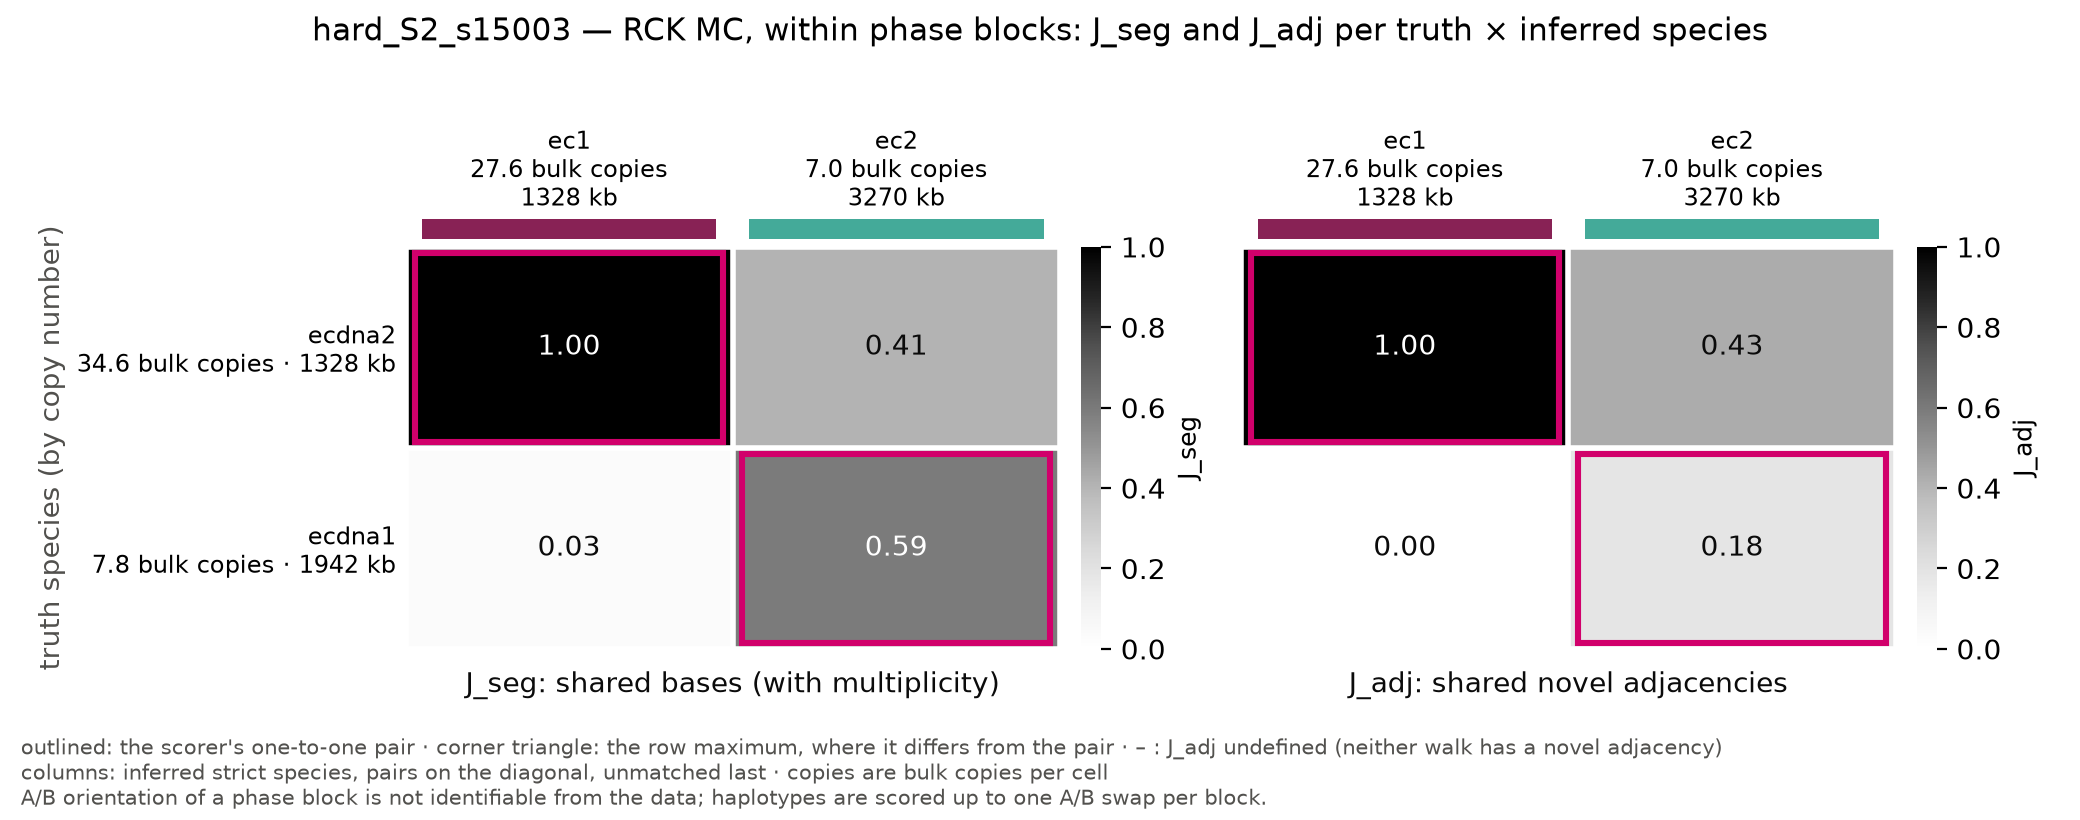 hard_S2_s15003 — RCK MC, within phase blocks: J_seg and J_adj per truth × inferred species
ec1
27.6 bulk copies
1328 kb
ec2
7.0 bulk copies
3270 kb
ec1
27.6 bulk copies
1328 kb
ec2
7.0 bulk copies
3270 kb
truth species (by copy number)
ecdna2
34.6 bulk copies · 1328 kb
ecdna1
7.8 bulk copies · 1942 kb
1.00
0.41
0.03
0.59
1.0
0.8
0.6
0.4
0.2
0.0
J_seg
1.00
0.43
0.00
0.18
1.0
0.8
0.6
0.4
0.2
0.0
J_adj
J_seg: shared bases (with multiplicity)
J_adj: shared novel adjacencies
outlined: the scorer's one-to-one pair · corner triangle: the row maximum, where it differs from the pair · – : J_adj undefined (neither walk has a novel adjacency)
columns: inferred strict species, pairs on the diagonal, unmatched last · copies are bulk copies per cell
A/B orientation of a phase block is not identifiable from the data; haplotypes are scored up to one A/B swap per block.